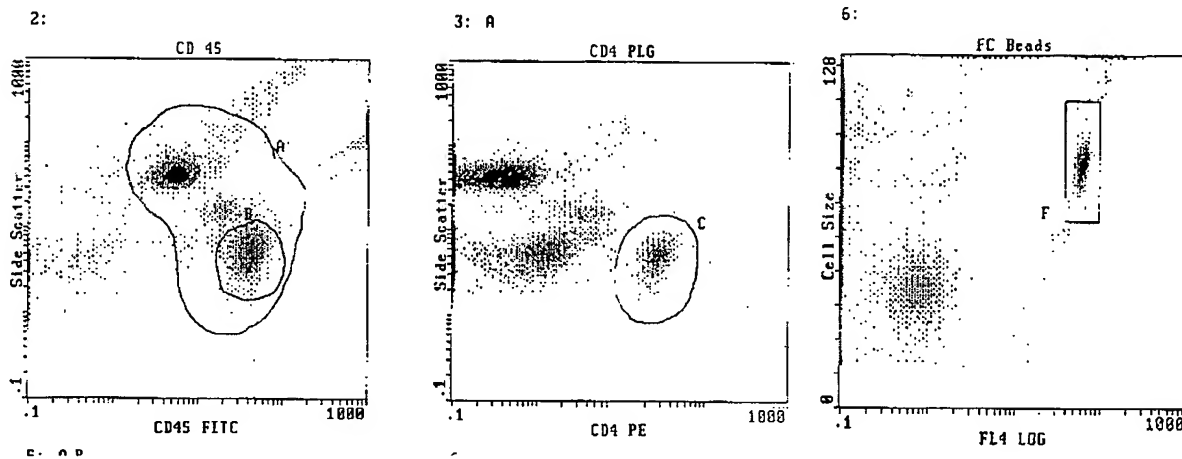 2:
CD 45
1000
Side Scatter
.1
A
B
.1
1000
CD45 FITC
3: A
CD4 PLG
1000
Side Scatter
.1
C
.1
1000
CD4 PE
6:
FC Beads
128
Cell Size
0
F
.1
1000
FL4 LOG